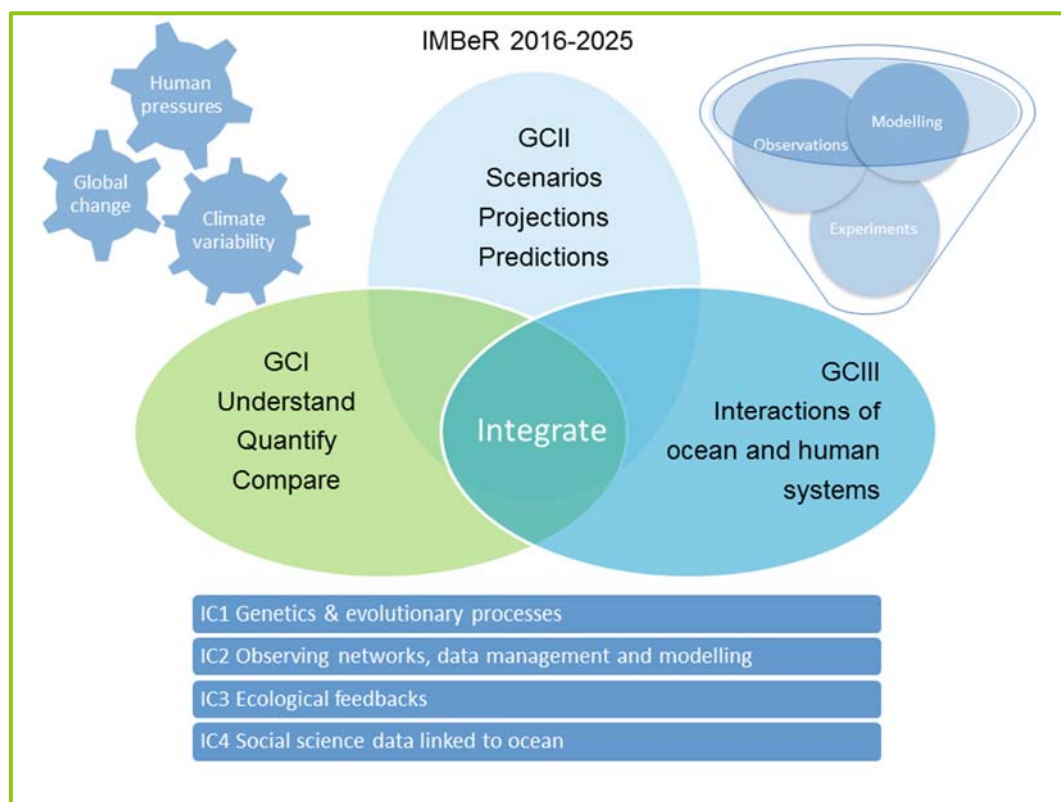 IMBeR 2016-2025
Human
pressures
Global
change
Climate
variability
GCII
Scenarios
Projections
Predictions
Observations
Modelling
Experiments
GCI
Understand
Quantify
Compare
Integrate
GCIII
Interactions of
ocean and human
systems
IC1 Genetics & evolutionary processes
IC2 Observing networks, data management and modelling
IC3 Ecological feedbacks
IC4 Social science data linked to ocean